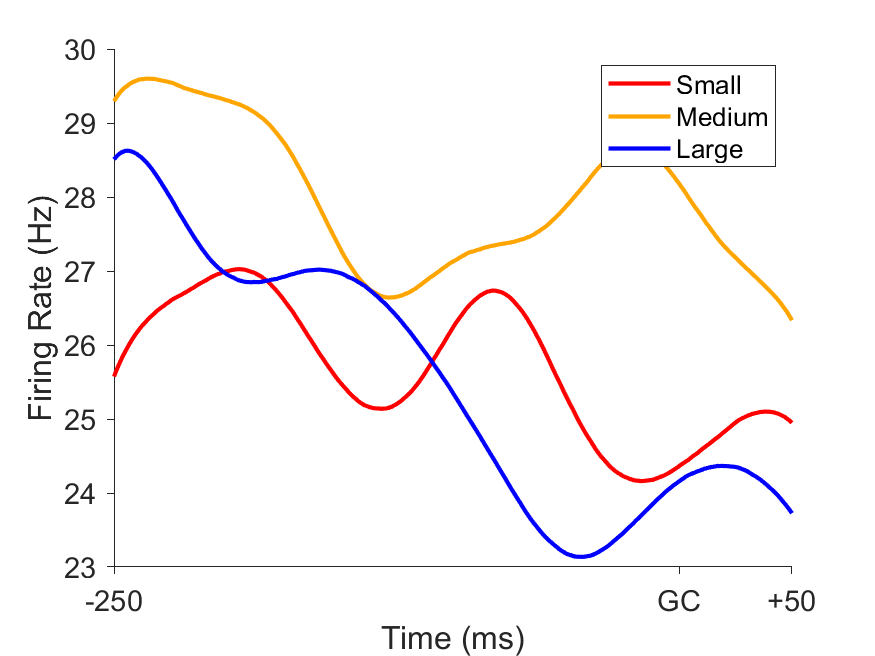 30
29
28
27
26
25
24
23
Firing Rate (Hz)
Small
Medium
Large
-250
GC
+50
Time (ms)